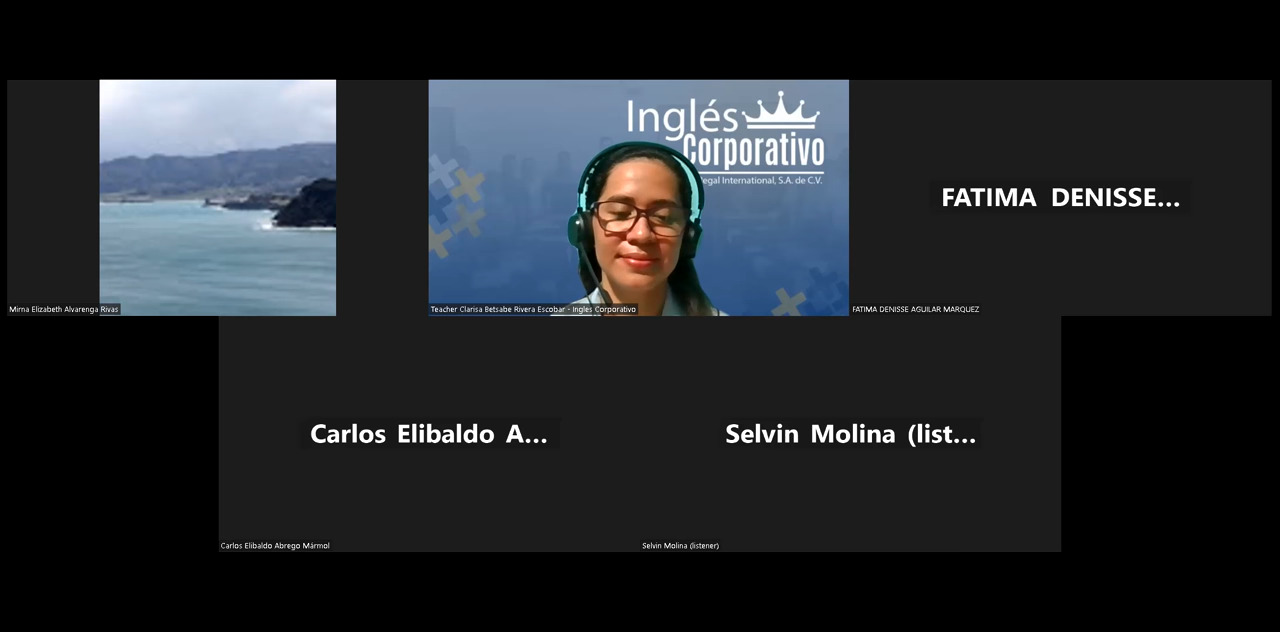 Inglés
Corporativo
egal International, S.A. de C.V.
FATIMA DENISSE...
Mirna Elizabeth Alvarenga Rivas
Teacher Clarisa Betsabe Rivera Escobar - Ingles Corporativo
FATIMA DENISSE AGUILAR MARQUEZ
Carlos Elibaldo A...
Selvin Molina (list...
Carlos Elibaldo Abrego Mármol
Selvin Molina (listener)